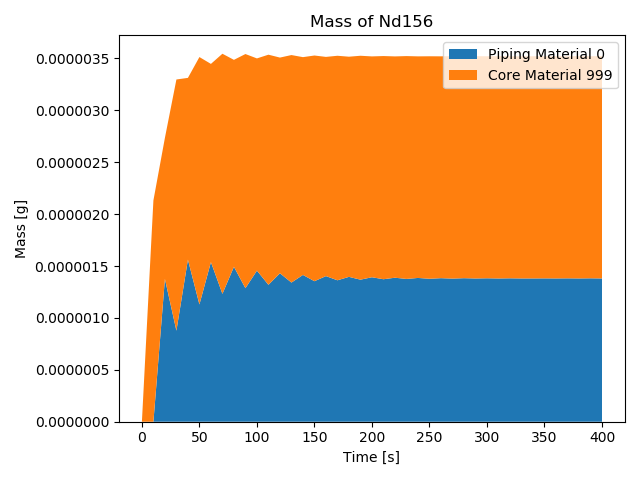 Mass of Nd156
Piping Material 0
Core Material 999
Mass [g]
0.0000035
0.0000030
0.0000025
0.0000020
0.0000015
0.0000010
0.0000005
0.0000000
0 50 100 150 200 250 300 350 400
Time [s]